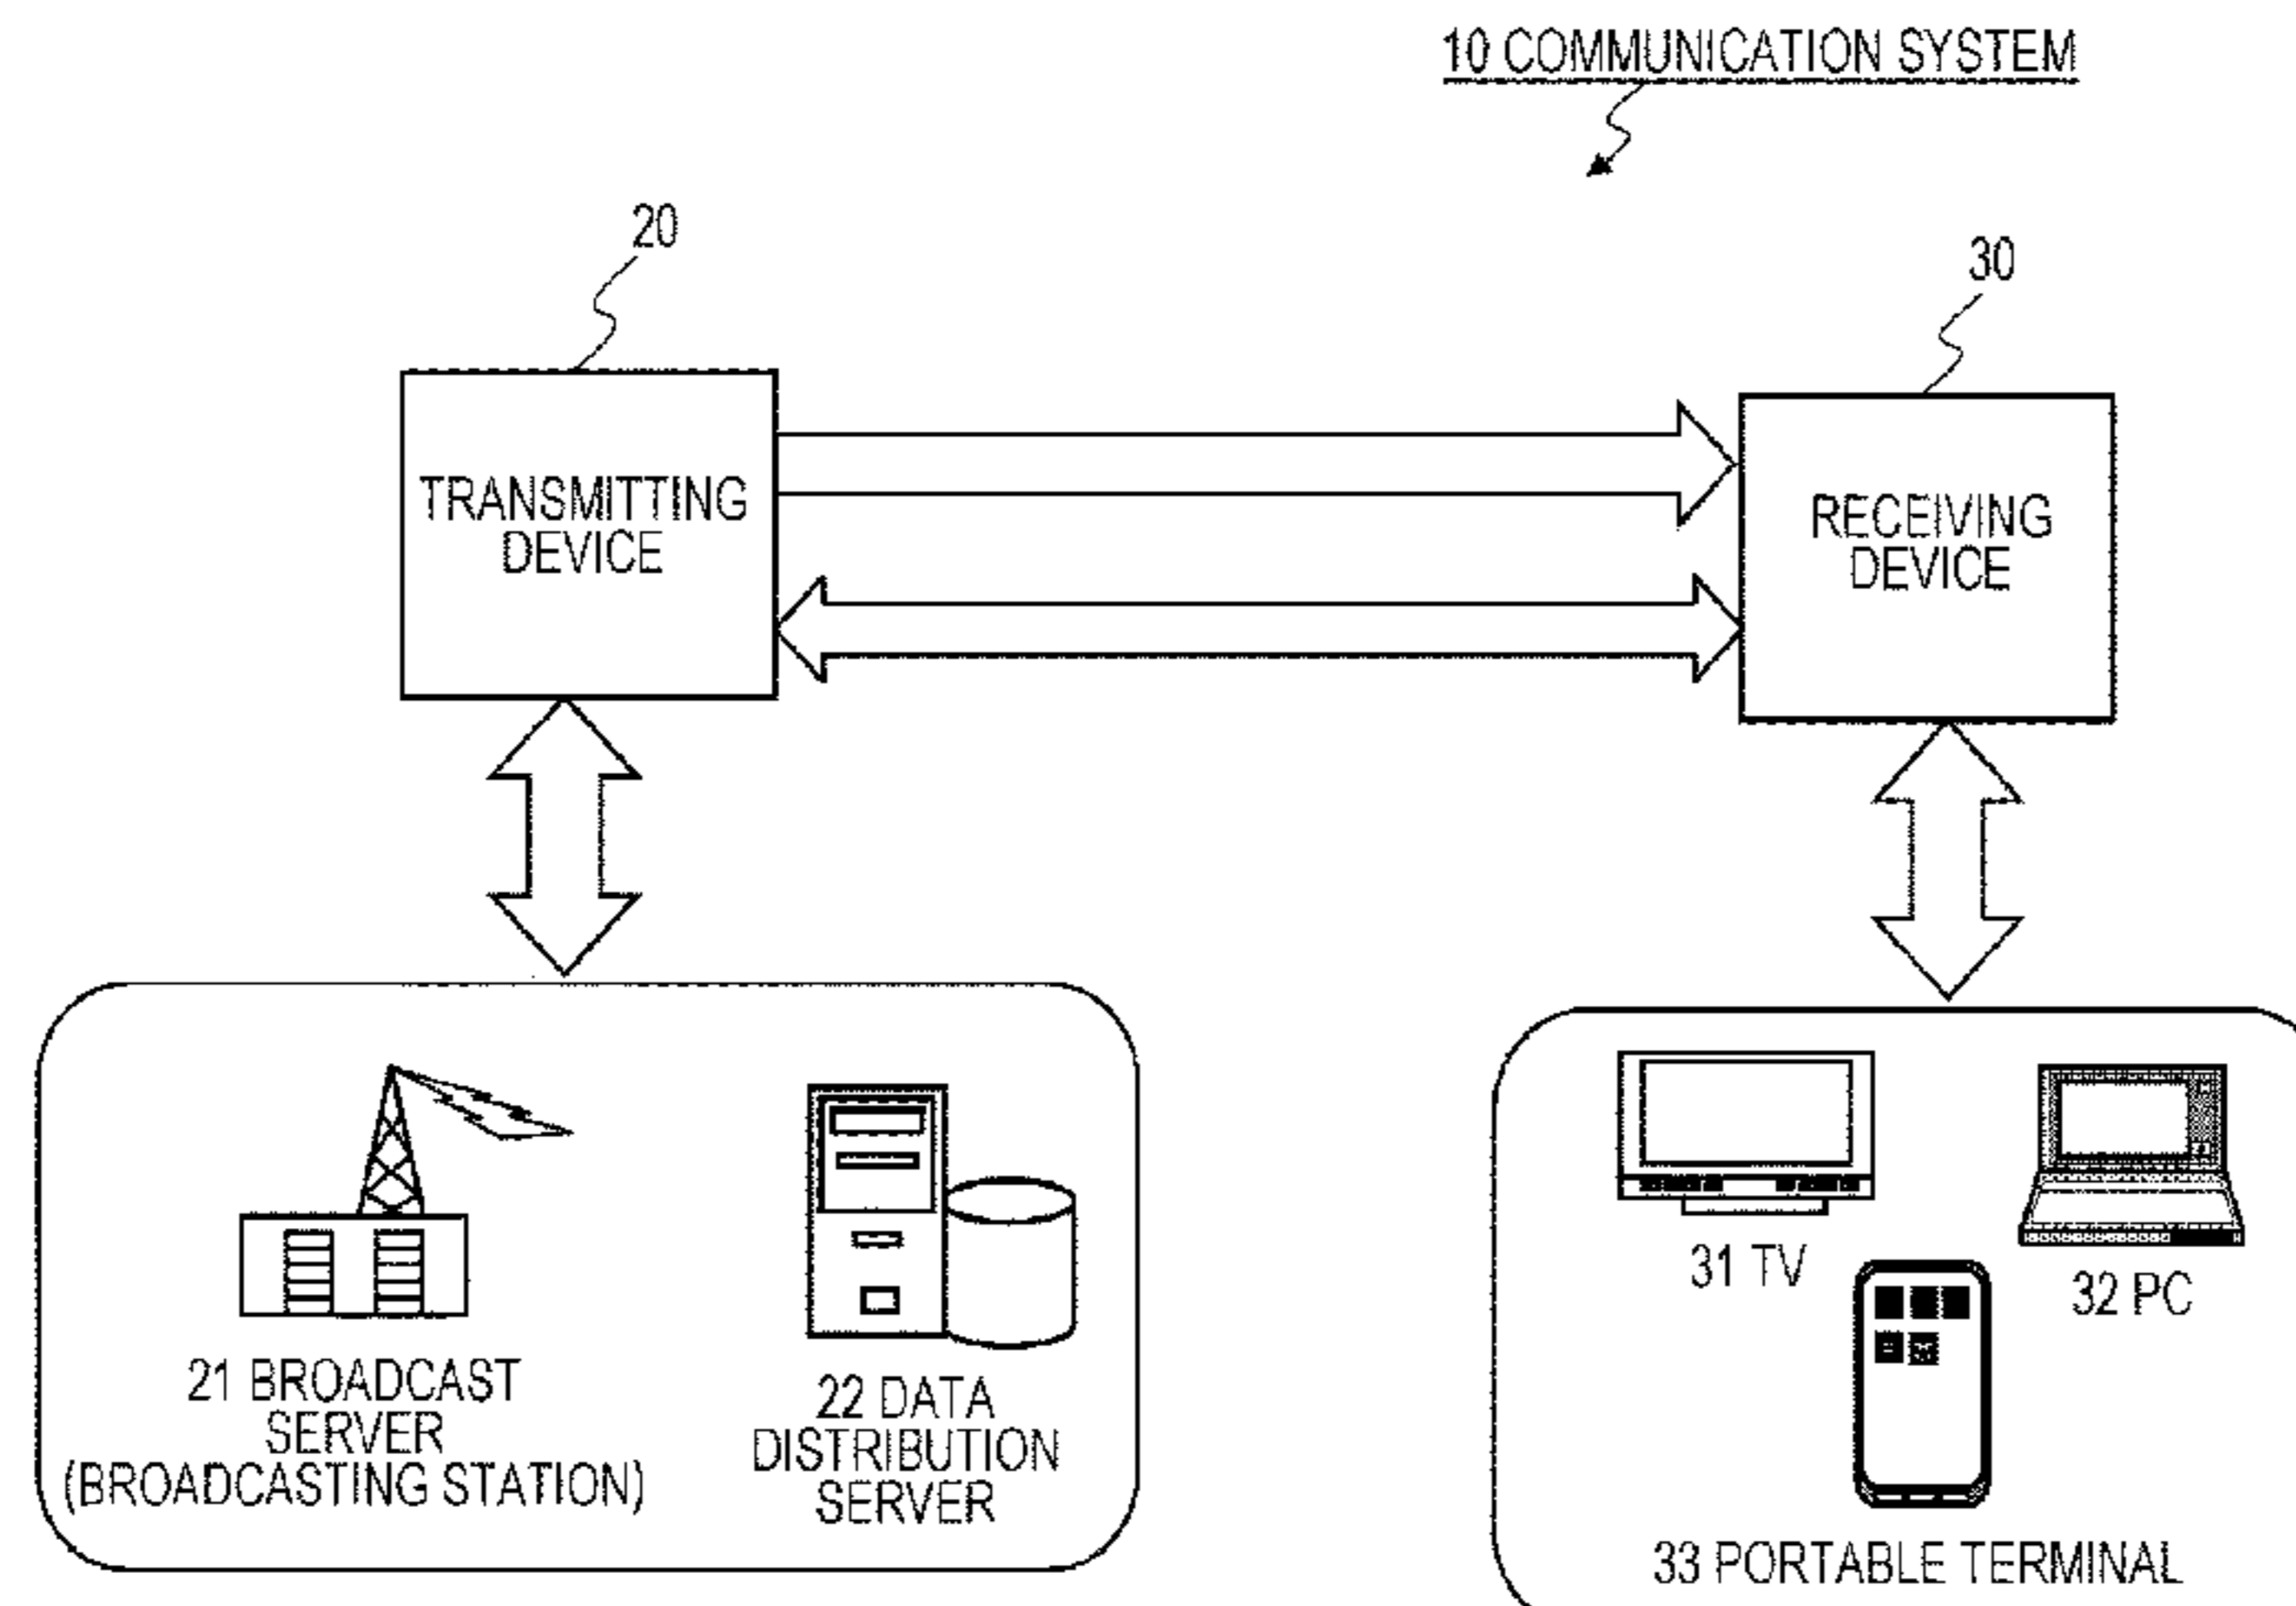 10 COMMUNICATION SYSTEM
20
30
TRANSMITTING
DEVICE
RECEIVING
DEVICE
21 BROADCAST
SERVER
(BROADCASTING STATION)
22 DATA
DISTRIBUTION
SERVER
31 TV
32 PC
33 PORTABLE TERMINAL